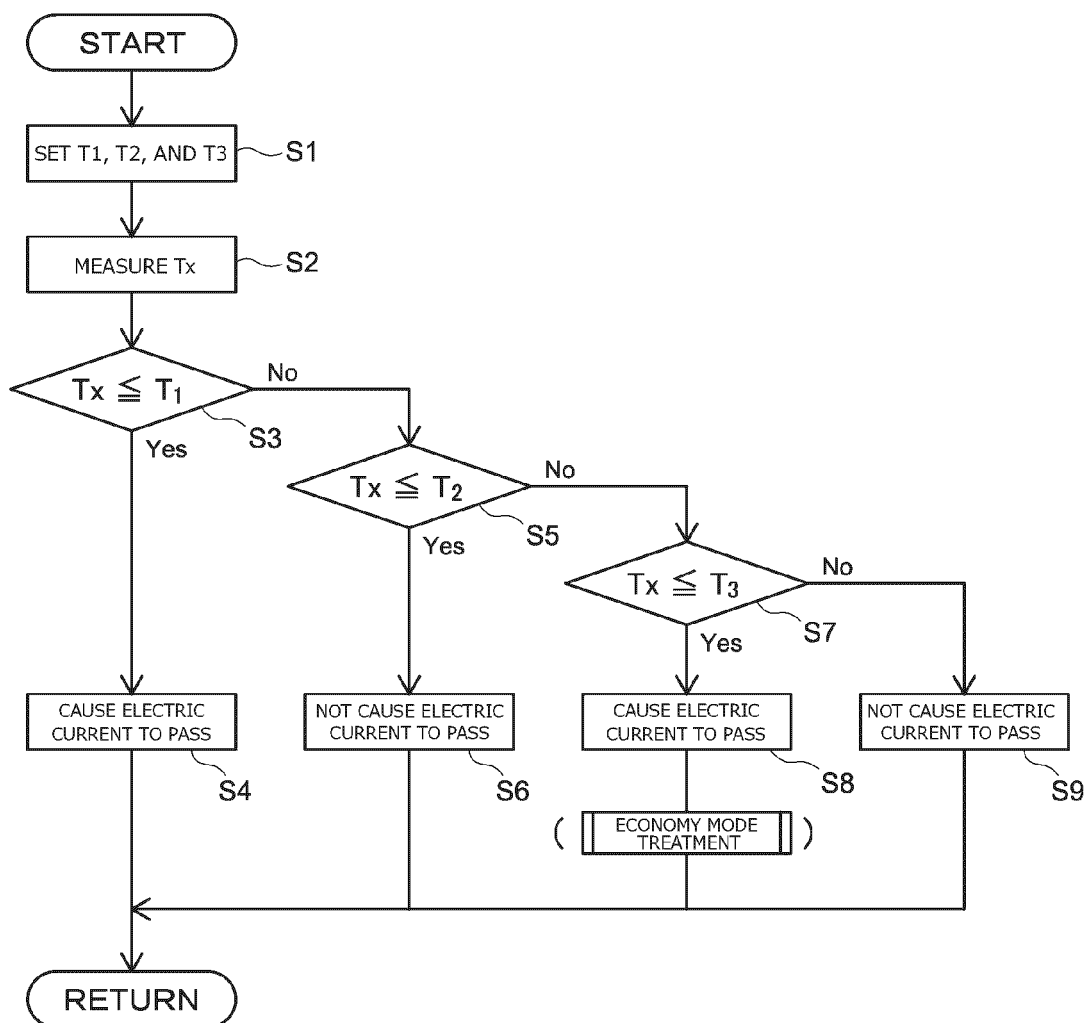 START
SET T1, T2, AND T3
S1
MEASURE Tx
S2
Tx ≦ T1
No
S3
Yes
Tx ≦ T2
No
S5
Yes
Tx ≦ T3
No
S7
Yes
CAUSE ELECTRIC
CURRENT TO PASS
S4
NOT CAUSE ELECTRIC
CURRENT TO PASS
S6
CAUSE ELECTRIC
CURRENT TO PASS
S8
NOT CAUSE ELECTRIC
CURRENT TO PASS
S9
( ECONOMY MODE
TREATMENT )
RETURN